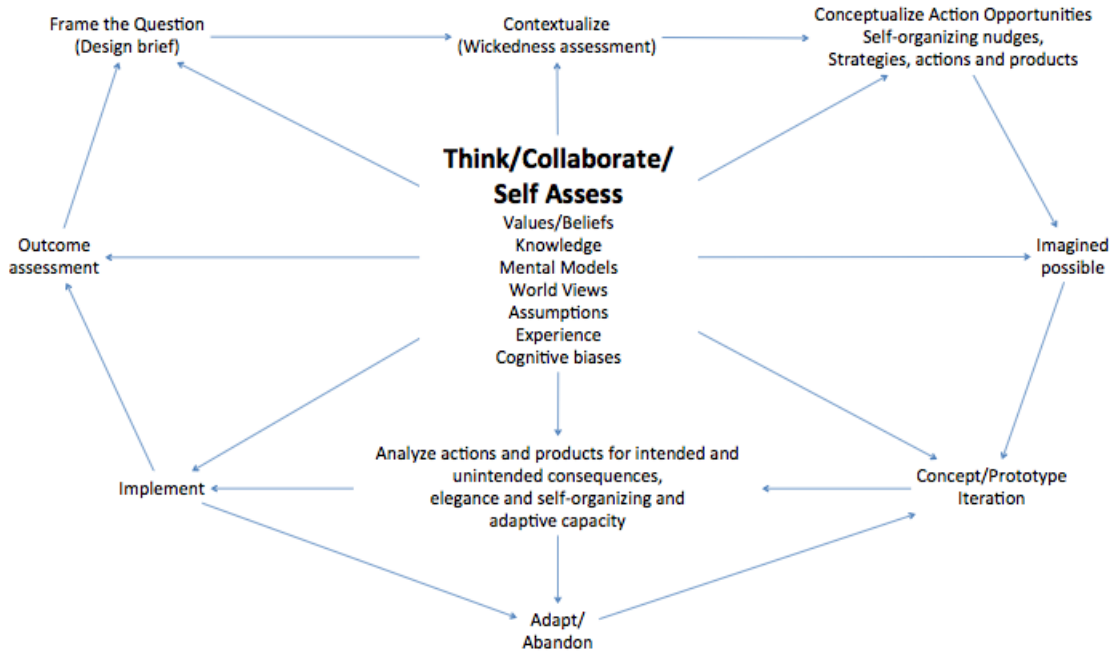 Frame the Question
(Design brief)
Contextualize
(Wickedness assessment)
Conceptualize Action Opportunities
Self-organizing nudges,
Strategies, actions and products
Think/Collaborate/
Self Assess
Values/Beliefs
Knowledge
Mental Models
World Views
Assumptions
Experience
Cognitive biases
Outcome
assessment
Imagined
possible
Implement
Analyze actions and products for intended and
unintended consequences,
elegance and self-organizing and
adaptive capacity
Concept/Prototype
Iteration
Adapt/
Abandon